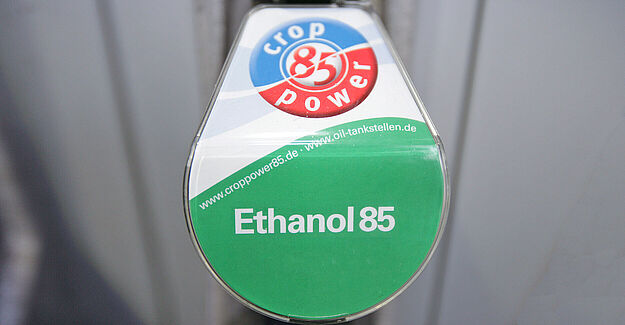 crop
85
power
www.croppower85.de · www.oil-tankstellen.de
Ethanol 85